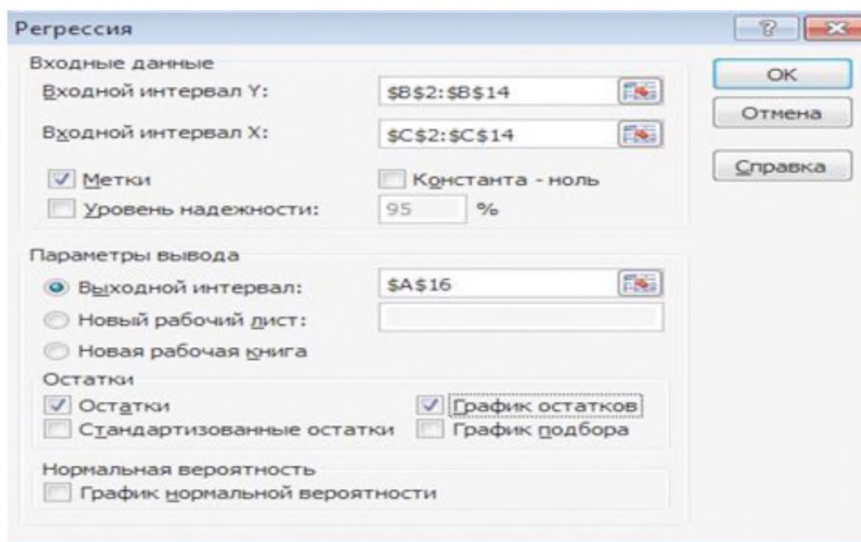 Регрессия
Входные данные
Входной интервал Y: $B$2:$B$14
Входной интервал X: $C$2:$C$14
Метки Константа - ноль
Уровень надежности: 95 %
OK
Отмена
Справка
Параметры вывода
Выходной интервал: $A$16
Новый рабочий лист:
Новая рабочая книга
Остатки
Остатки График остатков
Стандартизованные остатки График подбора
Нормальная вероятность
График нормальной вероятности